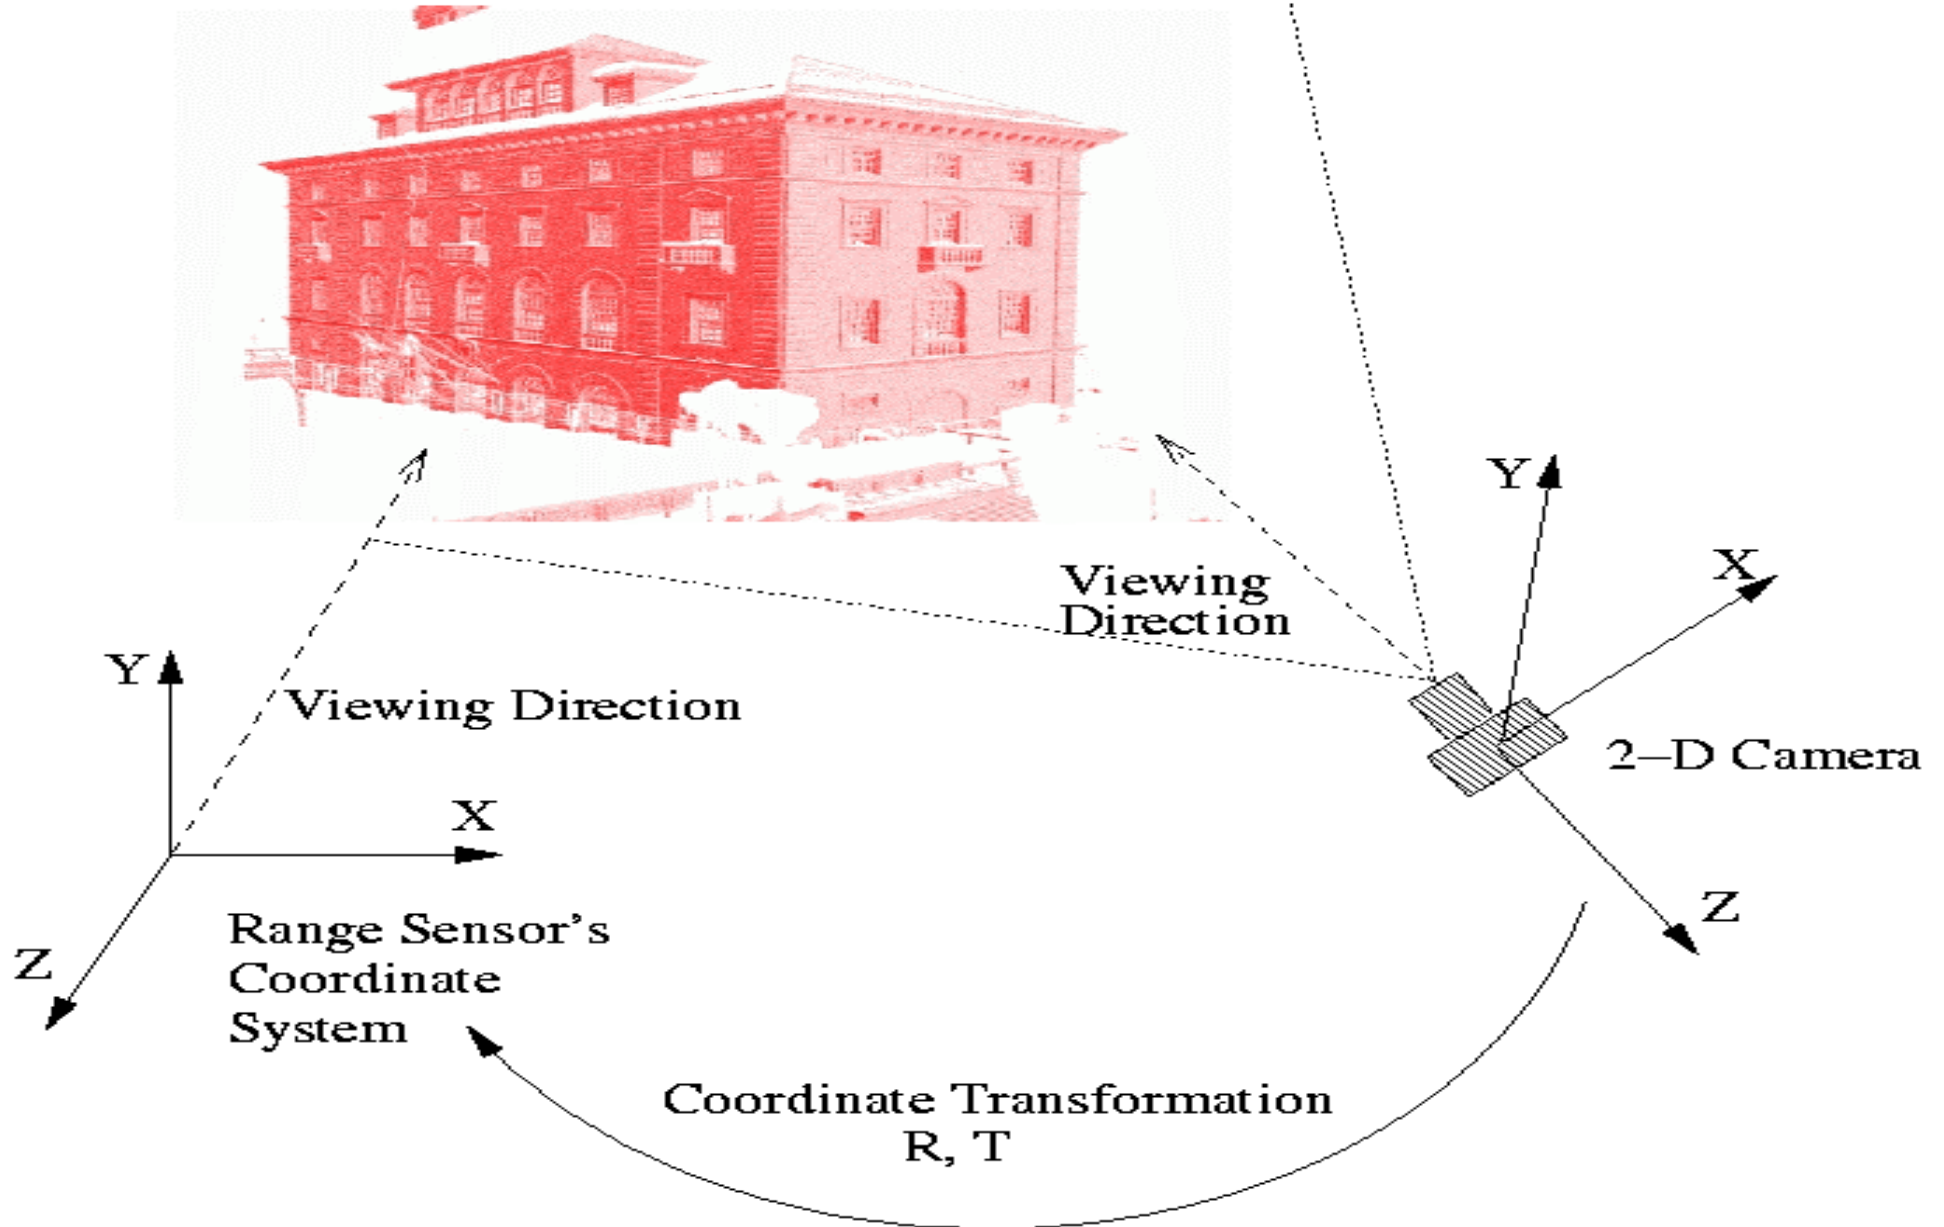 Y
X
Viewing
Direction
Y
Viewing Direction
2–D Camera
X
Z
Range Sensor's
Coordinate
System
Z
Coordinate Transformation
R, T